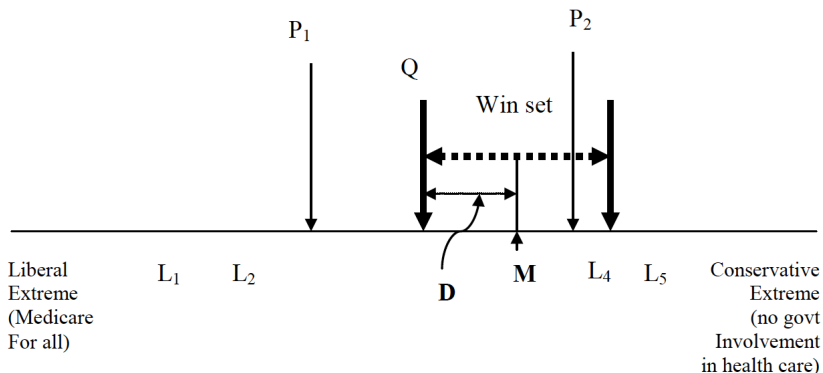 P₁
P₂
Q
Win set
Liberal
Extreme
(Medicare
For all)
L₁
L₂
D
M
L₄
L₅
Conservative
Extreme
(no govt
Involvement
in health care)